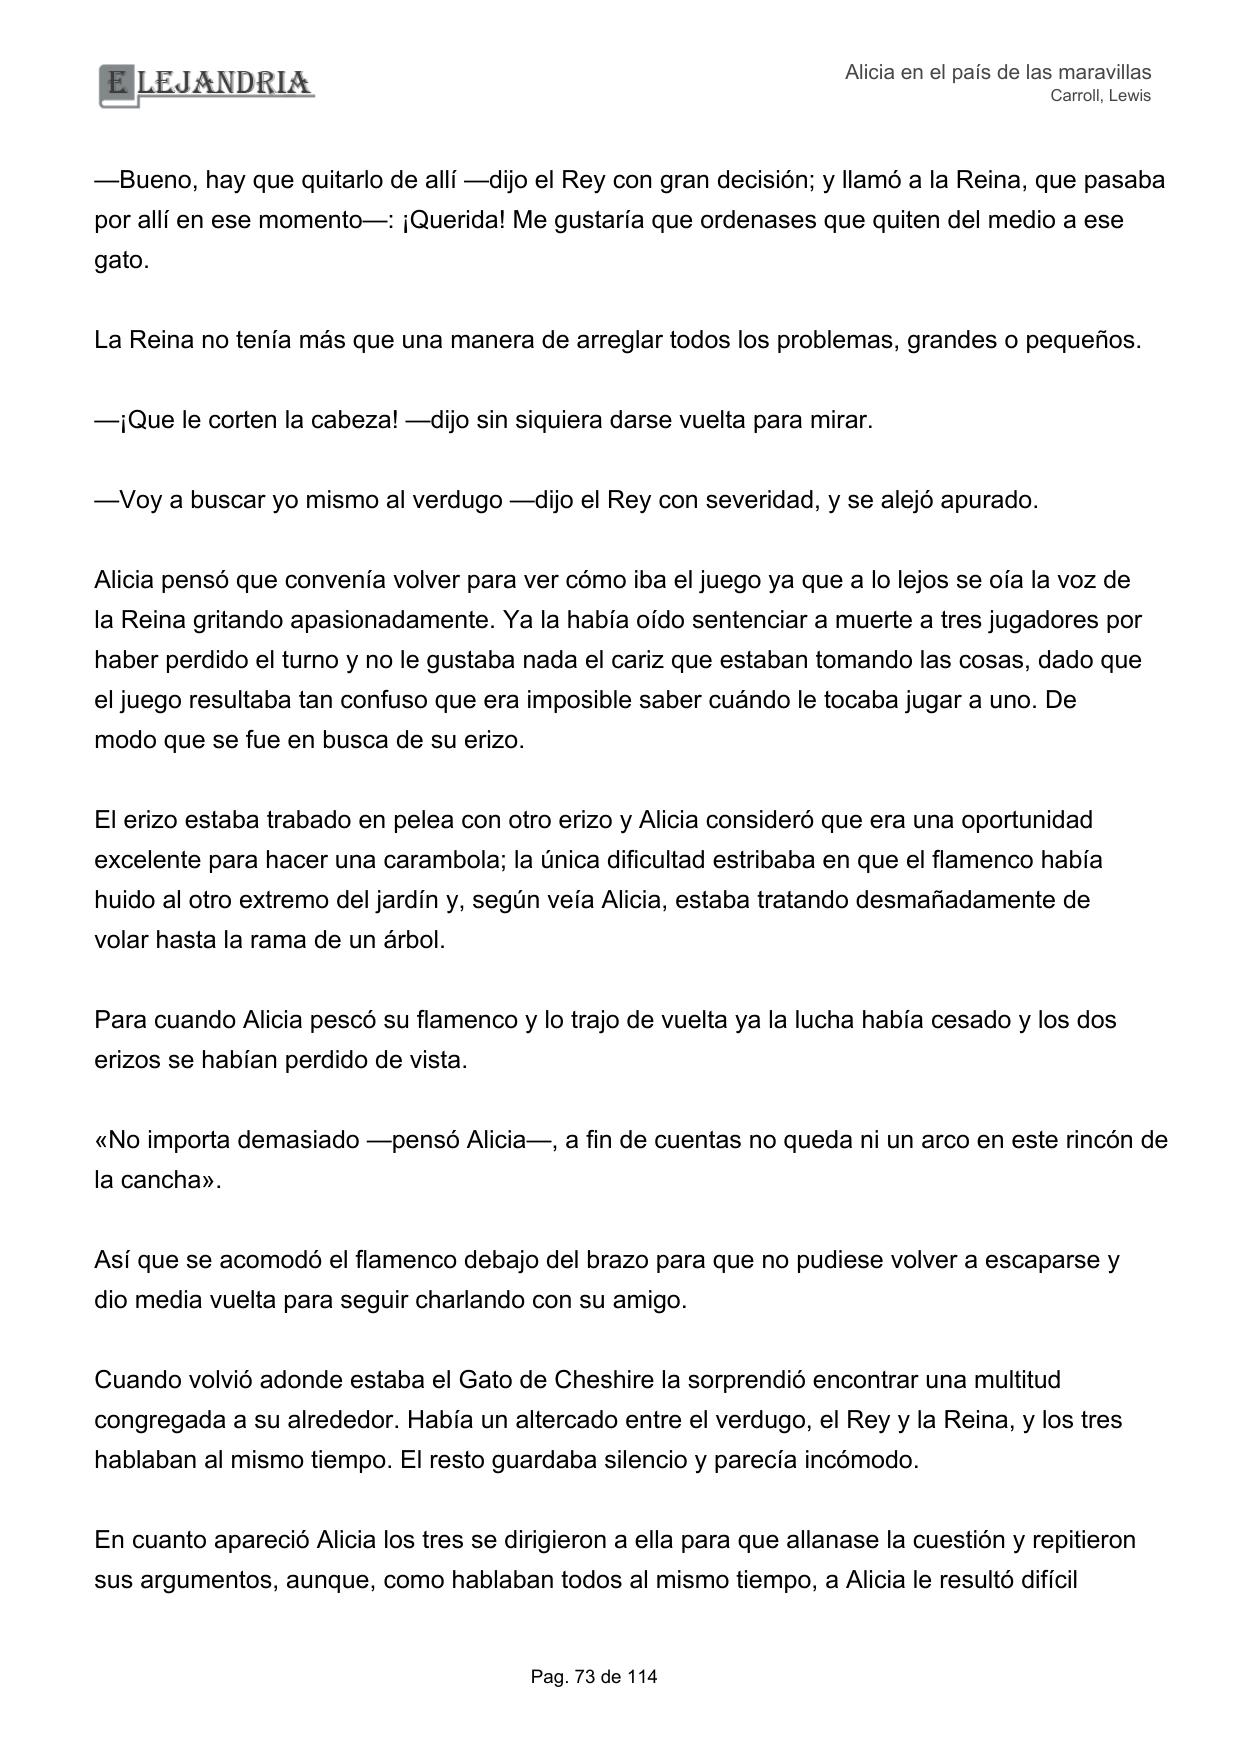 ELEJANDRIA
Alicia en el país de las maravillas
Carroll, Lewis
—Bueno, hay que quitarlo de allí —dijo el Rey con gran decisión; y llamó a la Reina, que pasaba
por allí en ese momento—: ¡Querida! Me gustaría que ordenases que quiten del medio a ese
gato.
La Reina no tenía más que una manera de arreglar todos los problemas, grandes o pequeños.
—¡Que le corten la cabeza! —dijo sin siquiera darse vuelta para mirar.
—Voy a buscar yo mismo al verdugo —dijo el Rey con severidad, y se alejó apurado.
Alicia pensó que convenía volver para ver cómo iba el juego ya que a lo lejos se oía la voz de
la Reina gritando apasionadamente. Ya la había oído sentenciar a muerte a tres jugadores por
haber perdido el turno y no le gustaba nada el cariz que estaban tomando las cosas, dado que
el juego resultaba tan confuso que era imposible saber cuándo le tocaba jugar a uno. De
modo que se fue en busca de su erizo.
El erizo estaba trabado en pelea con otro erizo y Alicia consideró que era una oportunidad
excelente para hacer una carambola; la única dificultad estribaba en que el flamenco había
huido al otro extremo del jardín y, según veía Alicia, estaba tratando desmañadamente de
volar hasta la rama de un árbol.
Para cuando Alicia pescó su flamenco y lo trajo de vuelta ya la lucha había cesado y los dos
erizos se habían perdido de vista.
«No importa demasiado —pensó Alicia—, a fin de cuentas no queda ni un arco en este rincón de
la cancha».
Así que se acomodó el flamenco debajo del brazo para que no pudiese volver a escaparse y
dio media vuelta para seguir charlando con su amigo.
Cuando volvió adonde estaba el Gato de Cheshire la sorprendió encontrar una multitud
congregada a su alrededor. Había un altercado entre el verdugo, el Rey y la Reina, y los tres
hablaban al mismo tiempo. El resto guardaba silencio y parecía incómodo.
En cuanto apareció Alicia los tres se dirigieron a ella para que allanase la cuestión y repitieron
sus argumentos, aunque, como hablaban todos al mismo tiempo, a Alicia le resultó difícil
Pag. 73 de 114